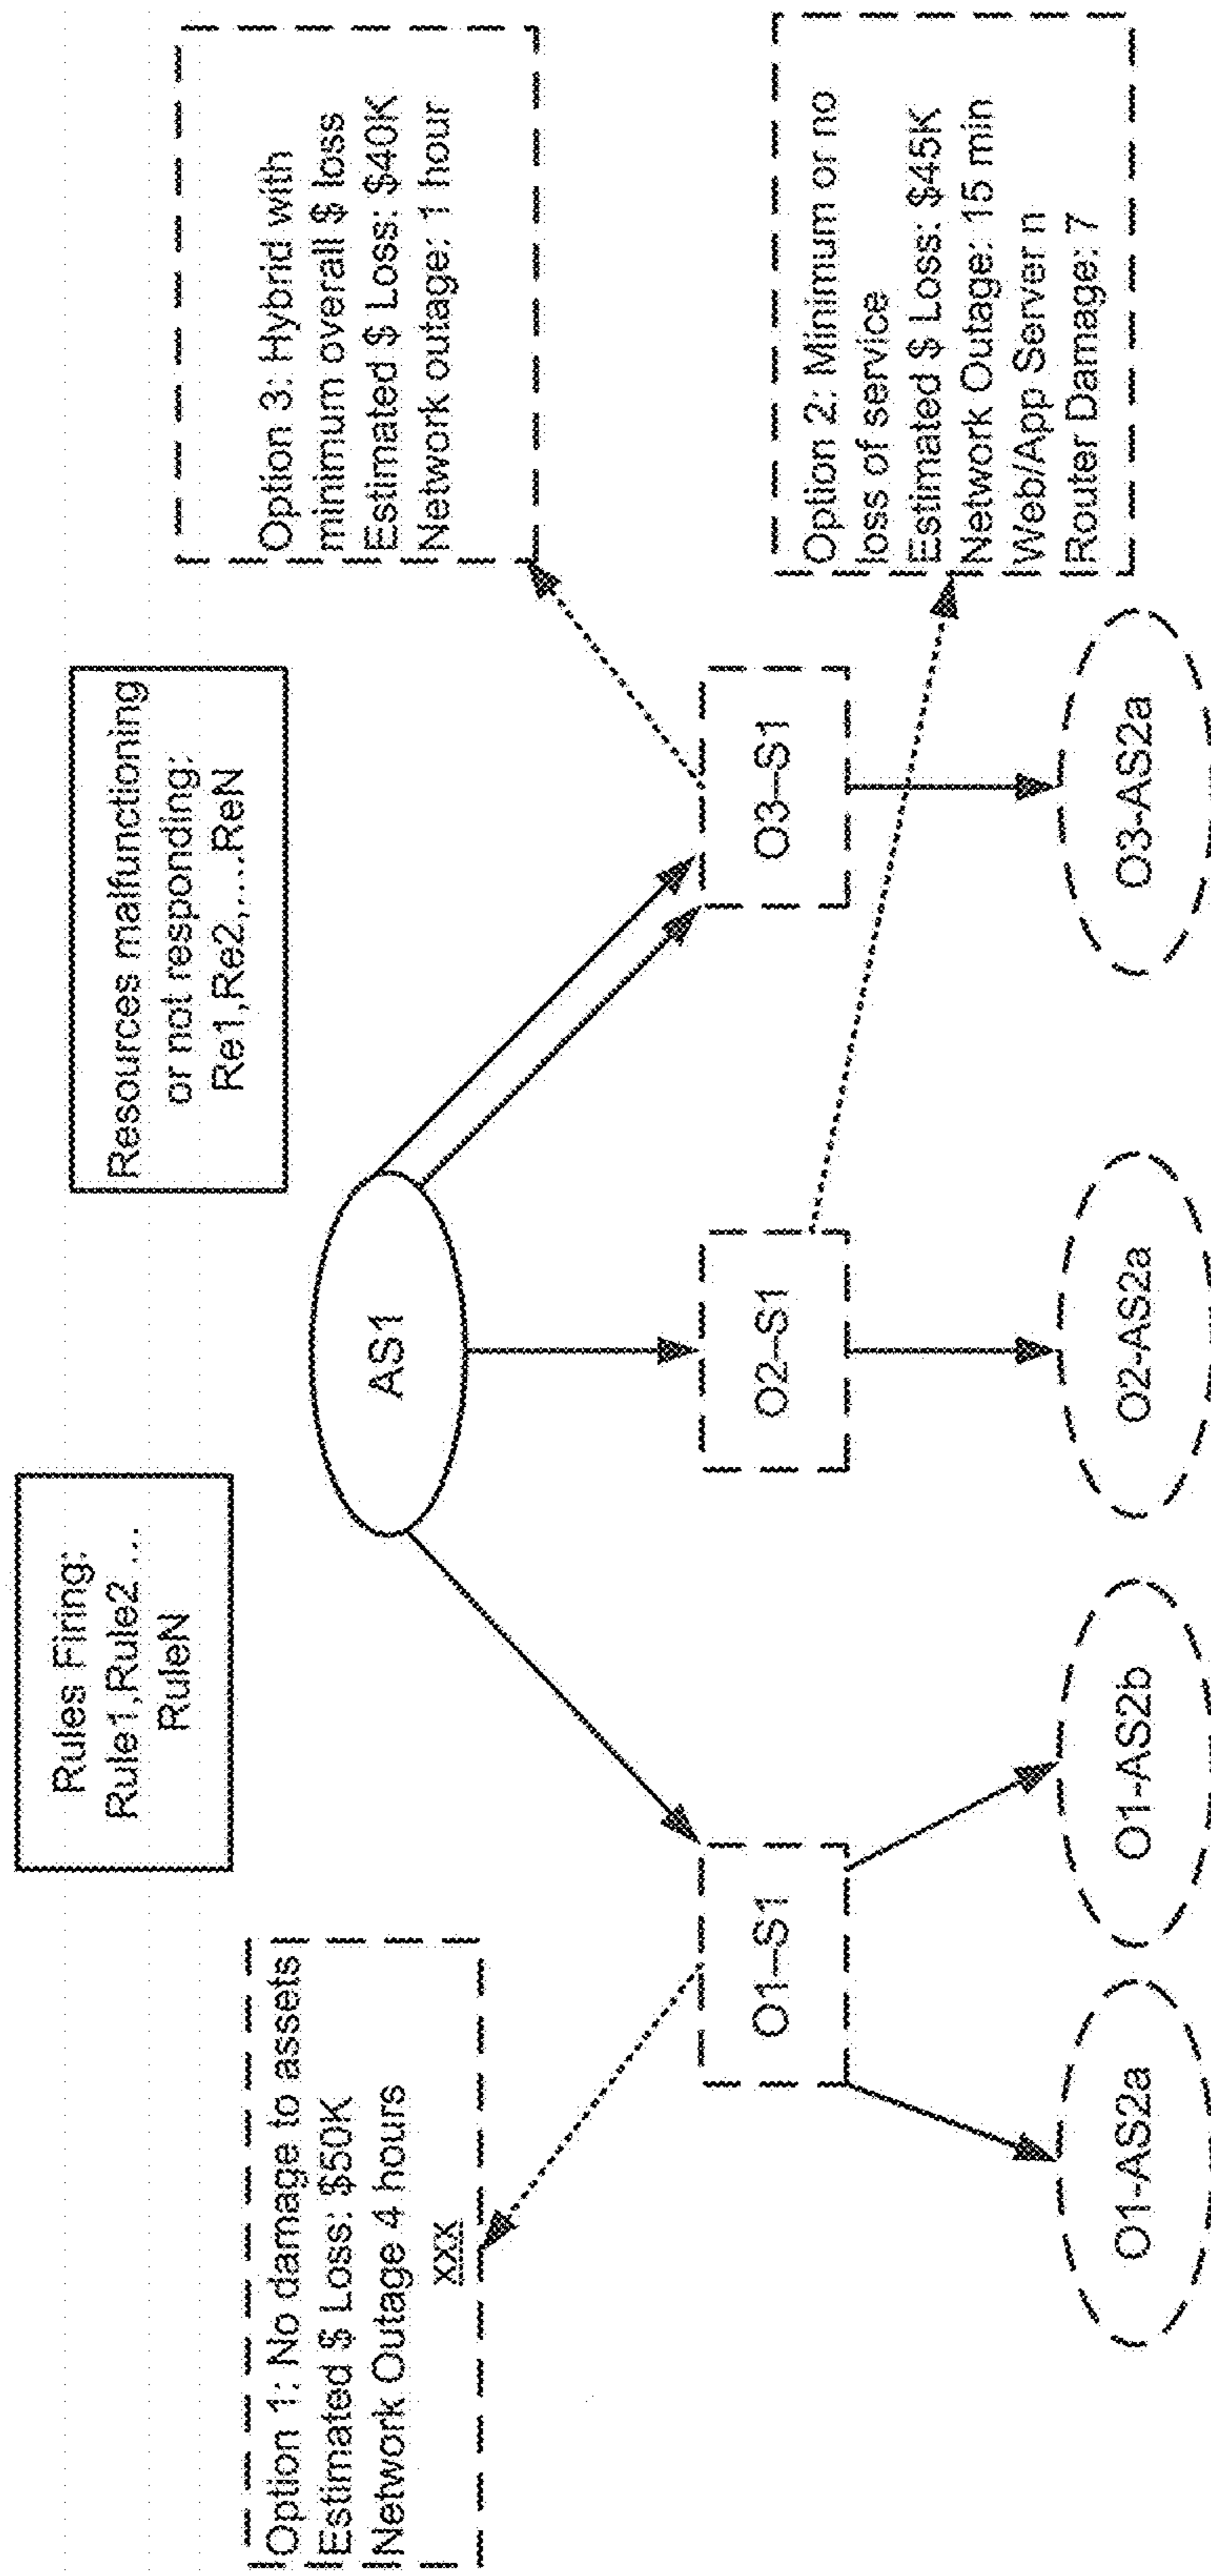 Rules Firing:
Rule1,Rule2 ...
RuleN
Resources malfunctioning
or not responding:
Re1,Re2,....ReN
Option 1: No damage to assets
Estimated $ Loss: $50K
Network Outage 4 hours
XXX
AS1
Option 3: Hybrid with
minimum overall $ loss
Estimated $ Loss: $40K
Network outage: 1 hour
O1–S1
O2–S1
O3–S1
Option 2: Minimum or no
loss of service
Estimated $ Loss: $45K
Network Outage: 15 min
Web/App Server n
Router Damage: 7
O1-AS2a
O1-AS2b
O2-AS2a
O3-AS2a